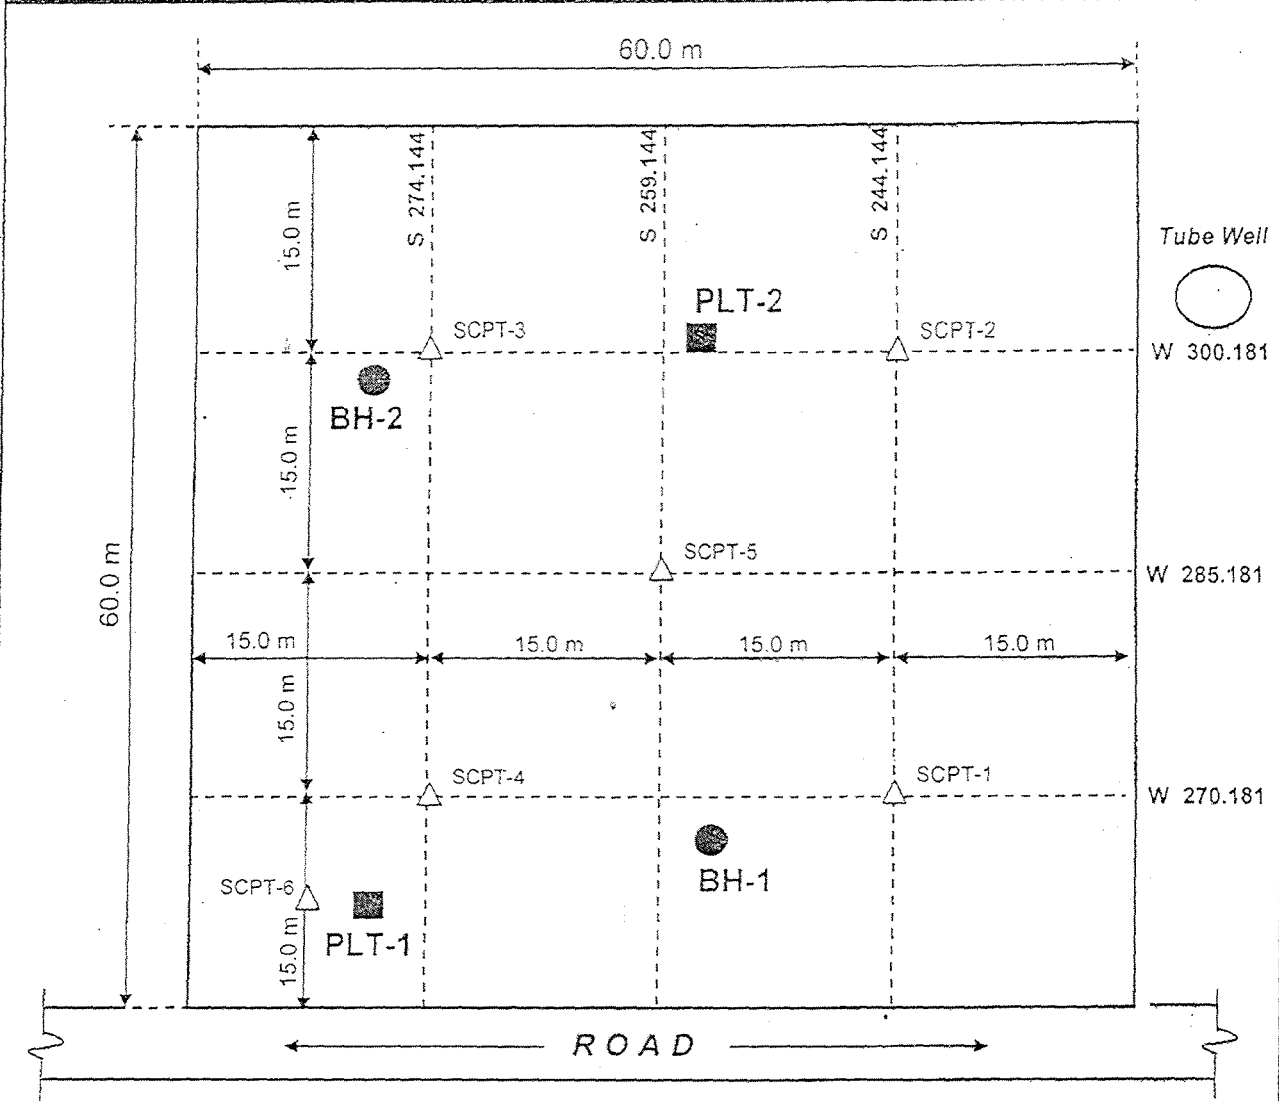 60.0 m
S 274.144
S 259.144
S 244.144
15.0 m
Tube Well
PLT-2
SCPT-3
SCPT-2
W 300.181
BH-2
15.0 m
60.0 m
SCPT-5
W 285.181
15.0 m
15.0 m
15.0 m
15.0 m
15.0 m
SCPT-4
SCPT-1
W 270.181
BH-1
SCPT-6
PLT-1
15.0 m
ROAD